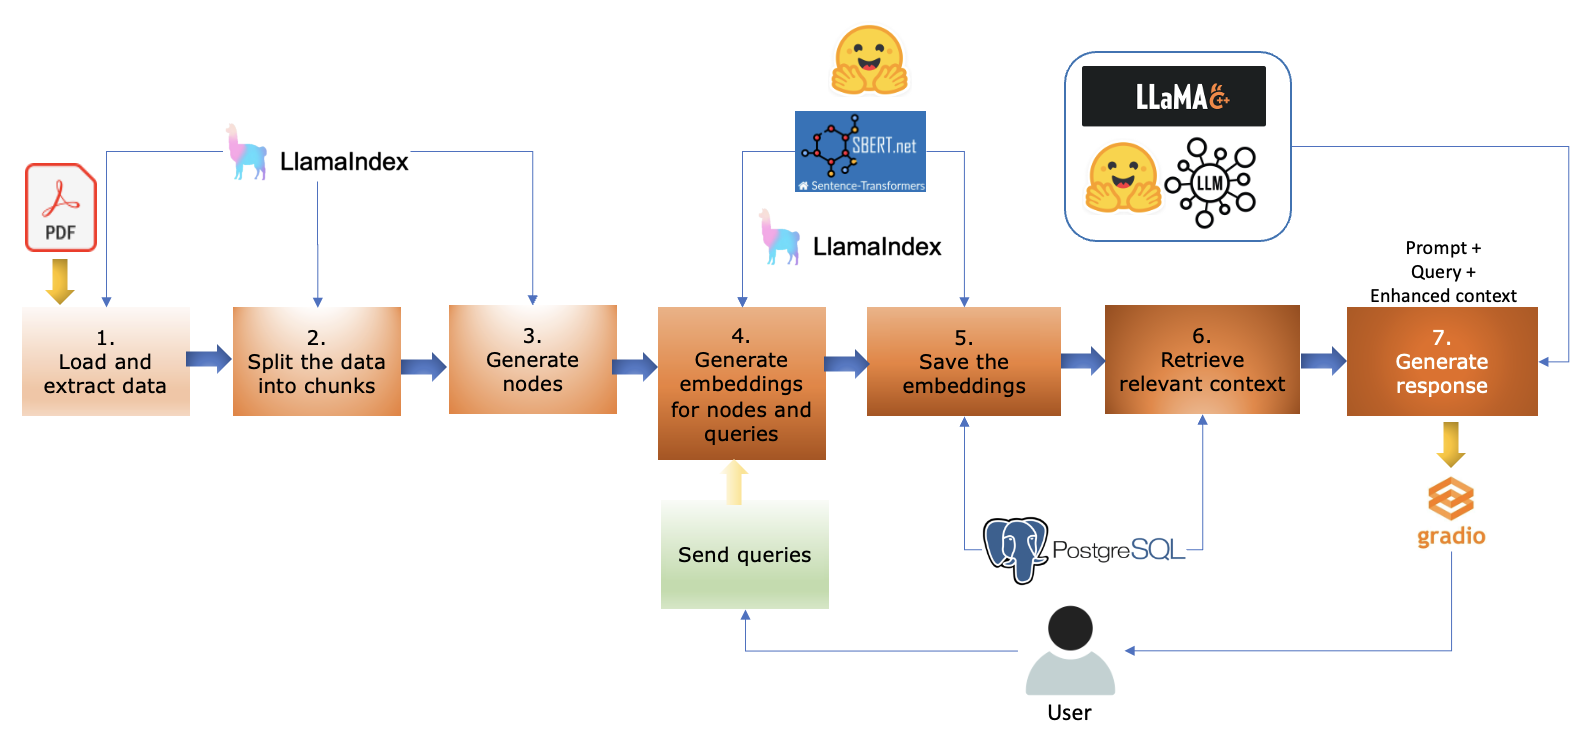 LLaMA C++
SBERT.net
Sentence-Transformers
LlamaIndex
PDF
LLM
LlamaIndex
Prompt +
Query +
Enhanced context
1.
Load and
extract data
2.
Split the data
into chunks
3.
Generate
nodes
4.
Generate
embeddings
for nodes and
queries
5.
Save the
embeddings
6.
Retrieve
relevant context
7.
Generate
response
Send queries
PostgreSQL
gradio
User